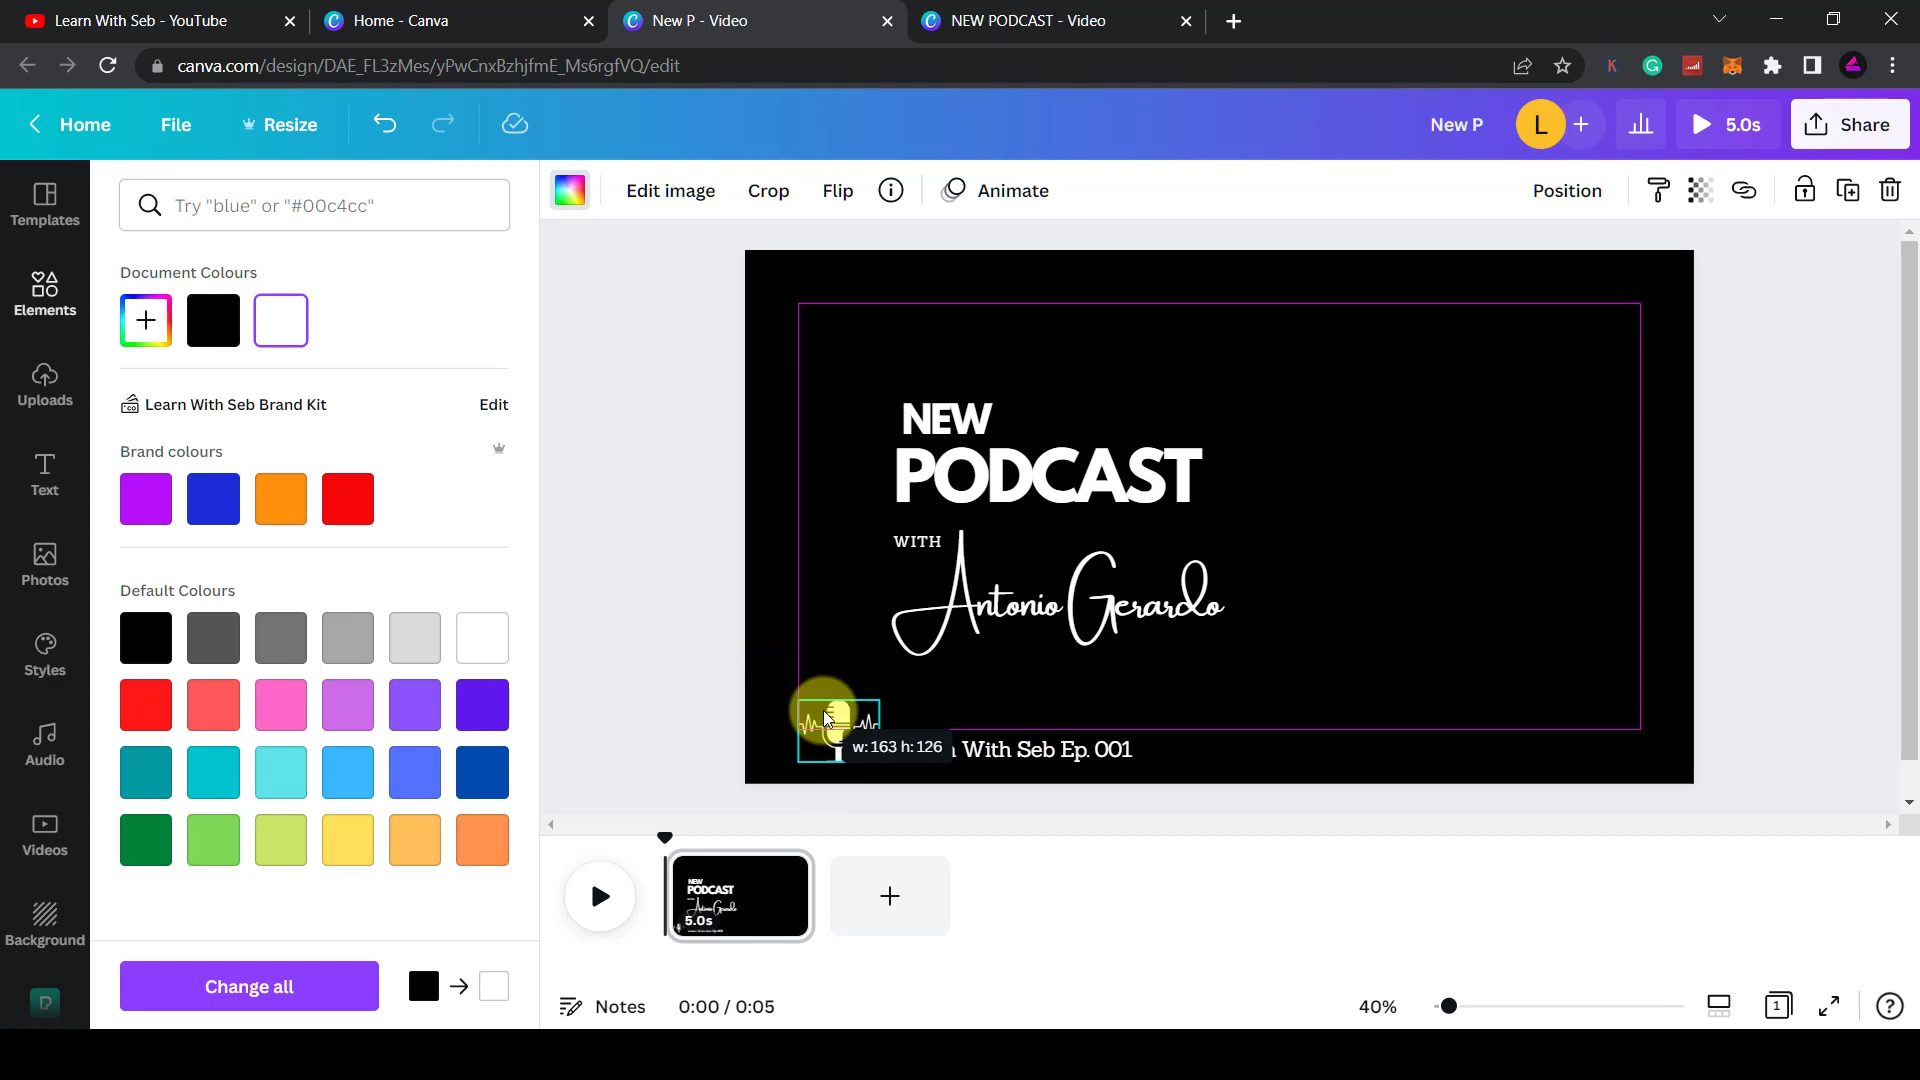 Learn With Seb - YouTube
Home - Canva
New P - Video
NEW PODCAST - Video
canva.com/design/DAE_FL3zMes/yPwCnxBzhjfmE_Ms6rgfVQ/edit
Home
File
Resize
New P
L
5.0s
Share
Templates
Elements
Uploads
Text
Photos
Styles
Audio
Videos
Background
Try "blue" or "#00c4cc"
Document Colours
Learn With Seb Brand Kit
Edit
Brand colours
Default Colours
Change all
Edit image
Crop
Flip
Animate
Position
NEW
PODCAST
WITH
Antonio Gerardo
w: 163 h: 126
With Seb Ep. 001
NEW
PODCAST
Antonio Gerardo
5.0s
Notes
0:00 / 0:05
40%
1